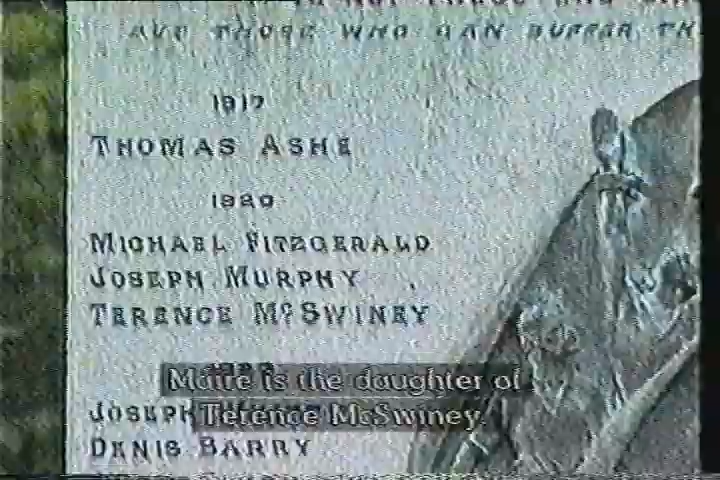 THOSE WHO CAN SUFFER
1917
THOMAS ASHE
1920
MICHAEL FITZGERALD
JOSEPH MURPHY
TERENCE McSWINEY
Máire is the daughter of
Terence McSwiney.
JOSEPH
DENIS BARRY